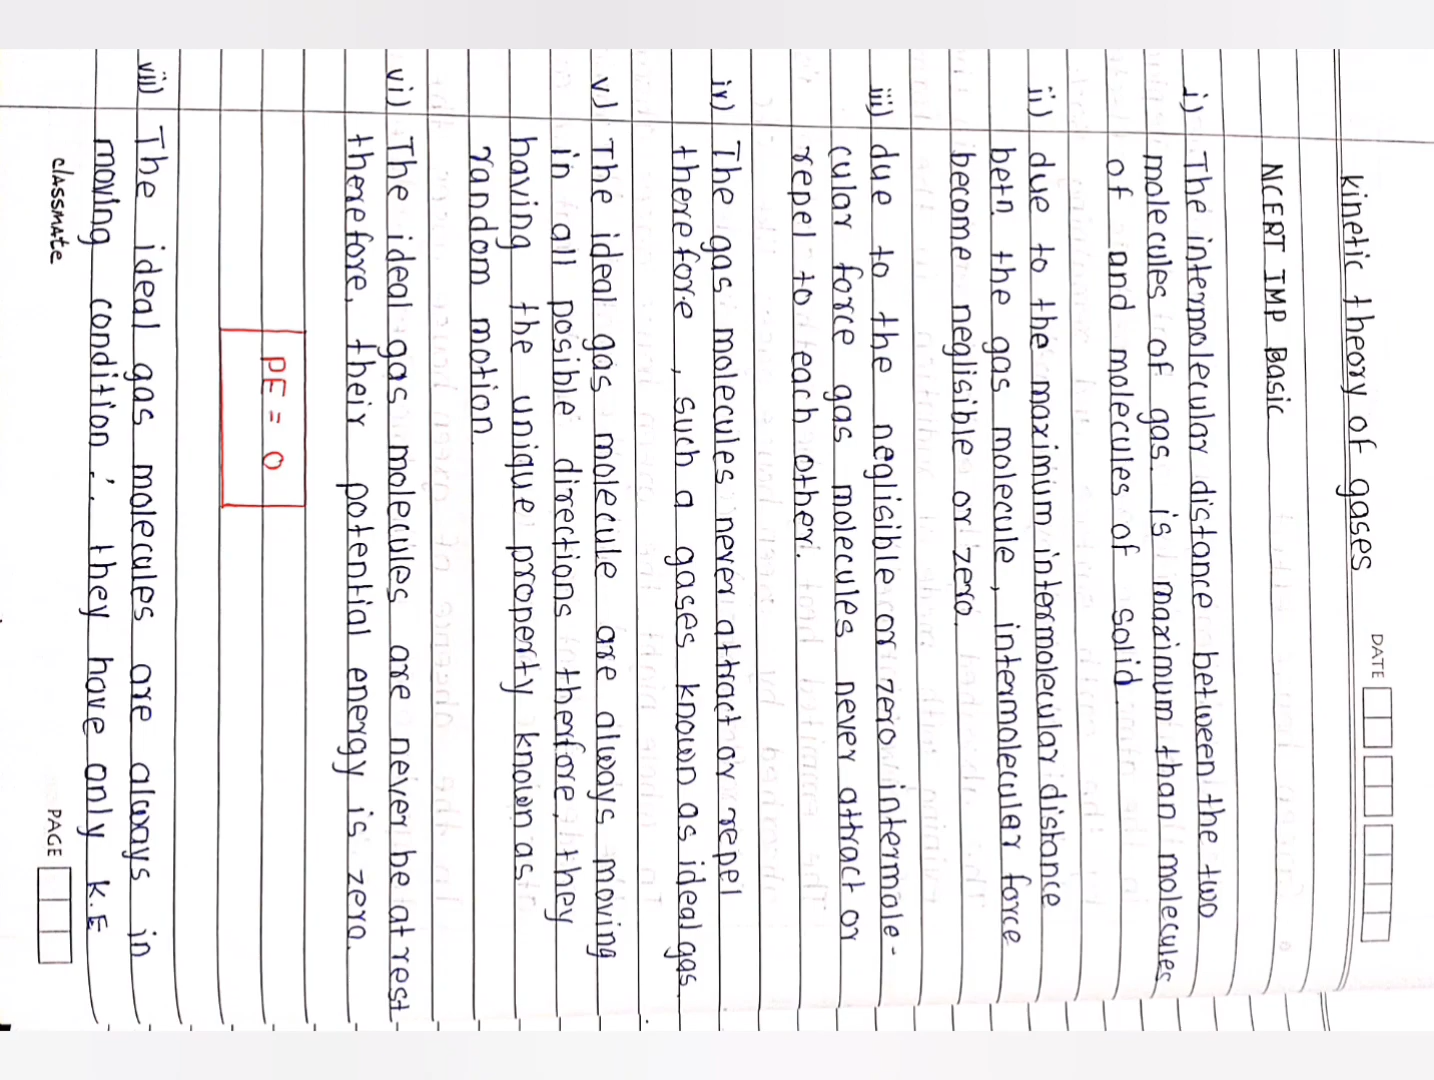 DATE
kinetic theory of gases
NCERT IMP Basic
i) The intermolecular distance between the two
molecules of gas. is maximum than molecules
of and molecules of solid.
ii) due to the maximum intermolecular distance
betn the gas molecule, intermolecular force
become neglisible or zero.
iii) due to the neglisible or zero intermole-
cular force gas molecules never attract or
repel to each other.
iv) The gas molecules never attract or repel
therefore, such a gases known as ideal gas.
v) The ideal gas molecule are always moving
in all posible directions therfore, they
having the unique property known as
random motion.
vi) The ideal gas molecules are never be at rest
therefore, their potential energy is zero.
PE = 0
vii) The ideal gas molecules are always in
moving condition ∴ they have only K.E
classmate
PAGE